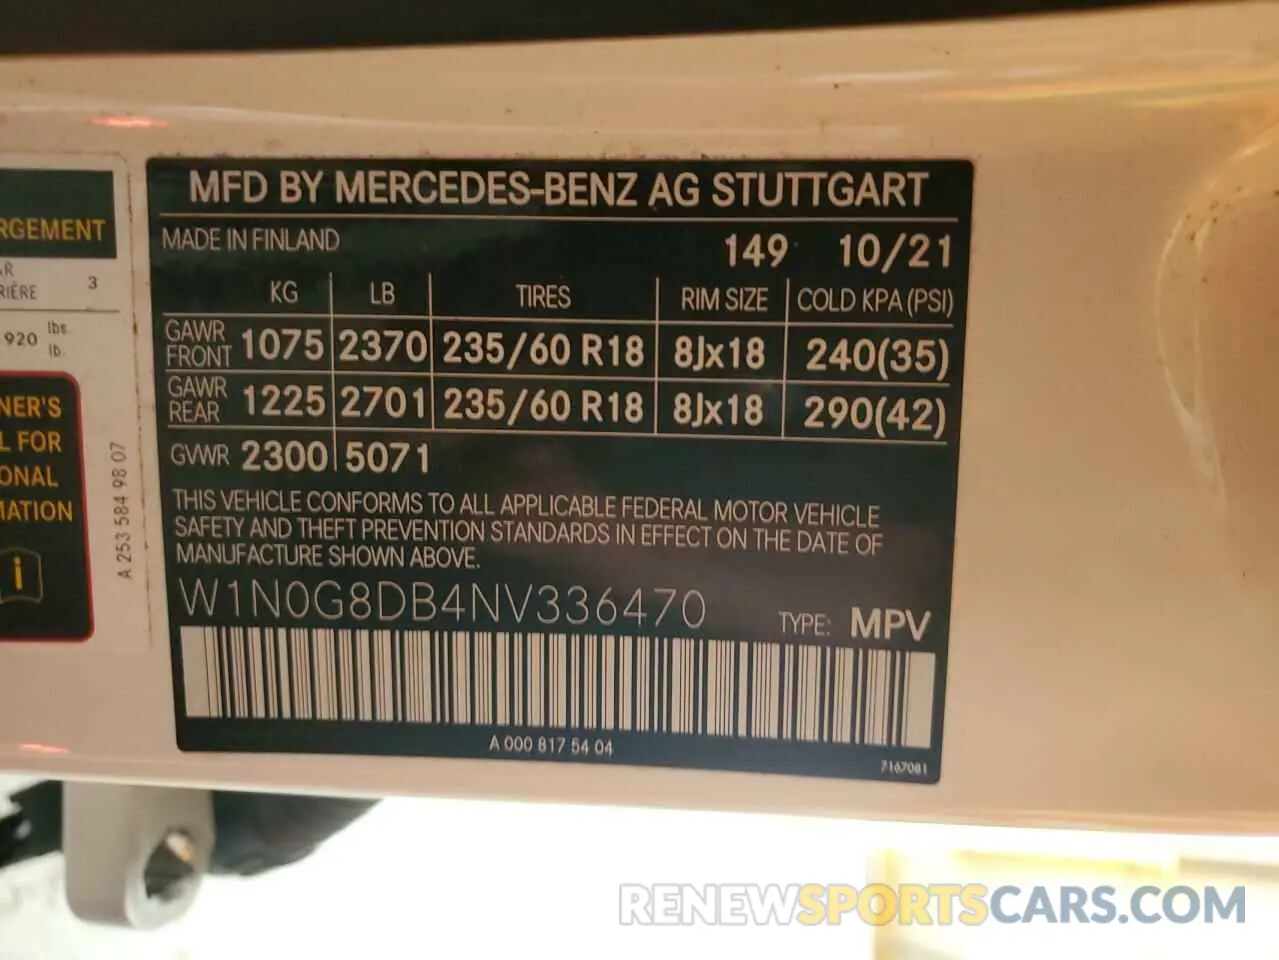 RGEMENT
3
920 lbs.
lb.
NER'S
L FOR
ONAL
MATION
i
A 253 584 98 07
MFD BY MERCEDES-BENZ AG STUTTGART
MADE IN FINLAND 149 10/21
KG LB TIRES RIM SIZE COLD KPA (PSI)
GAWR FRONT 1075 2370 235/60 R18 8Jx18 240(35)
GAWR REAR 1225 2701 235/60 R18 8Jx18 290(42)
GVWR 2300 5071
THIS VEHICLE CONFORMS TO ALL APPLICABLE FEDERAL MOTOR VEHICLE
SAFETY AND THEFT PREVENTION STANDARDS IN EFFECT ON THE DATE OF
MANUFACTURE SHOWN ABOVE.
W1N0G8DB4NV336470 TYPE: MPV
A 000 817 54 04
7167081
RENEWSPORTSCARS.COM